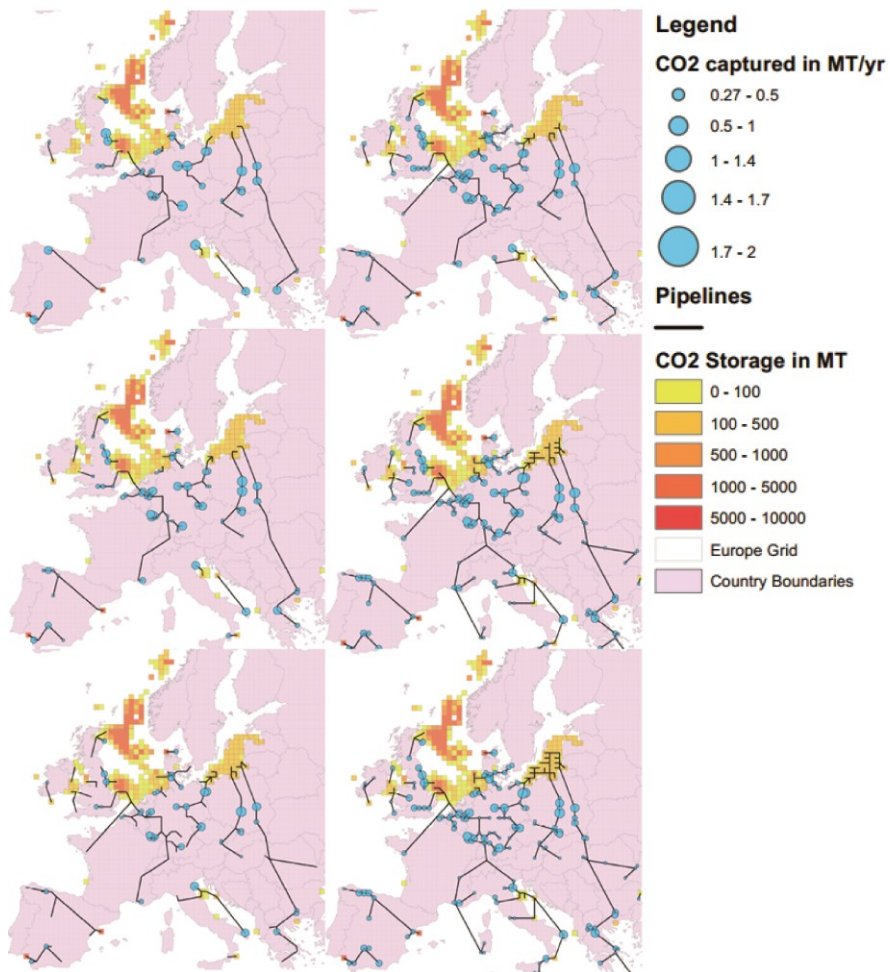 Legend
CO2 captured in MT/yr
0.27 - 0.5
0.5 - 1
1 - 1.4
1.4 - 1.7
1.7 - 2
Pipelines
CO2 Storage in MT
0 - 100
100 - 500
500 - 1000
1000 - 5000
5000 - 10000
Europe Grid
Country Boundaries